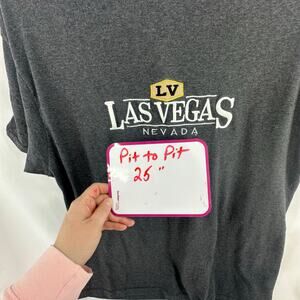 LV
LAS VEGAS
NEVADA
Pit to Pit
25"